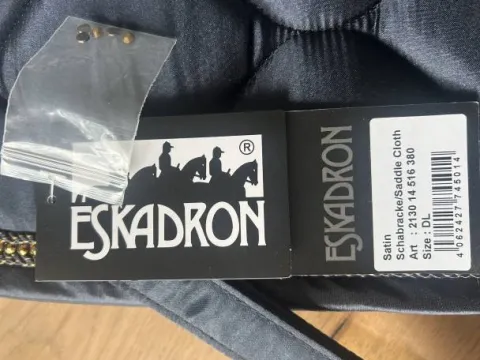 ®
ESKADRON
ESKADRON
Satin
Schabracke/Saddle Cloth
Art : 2130 14 516 380
Size : DL
4 062427 745014